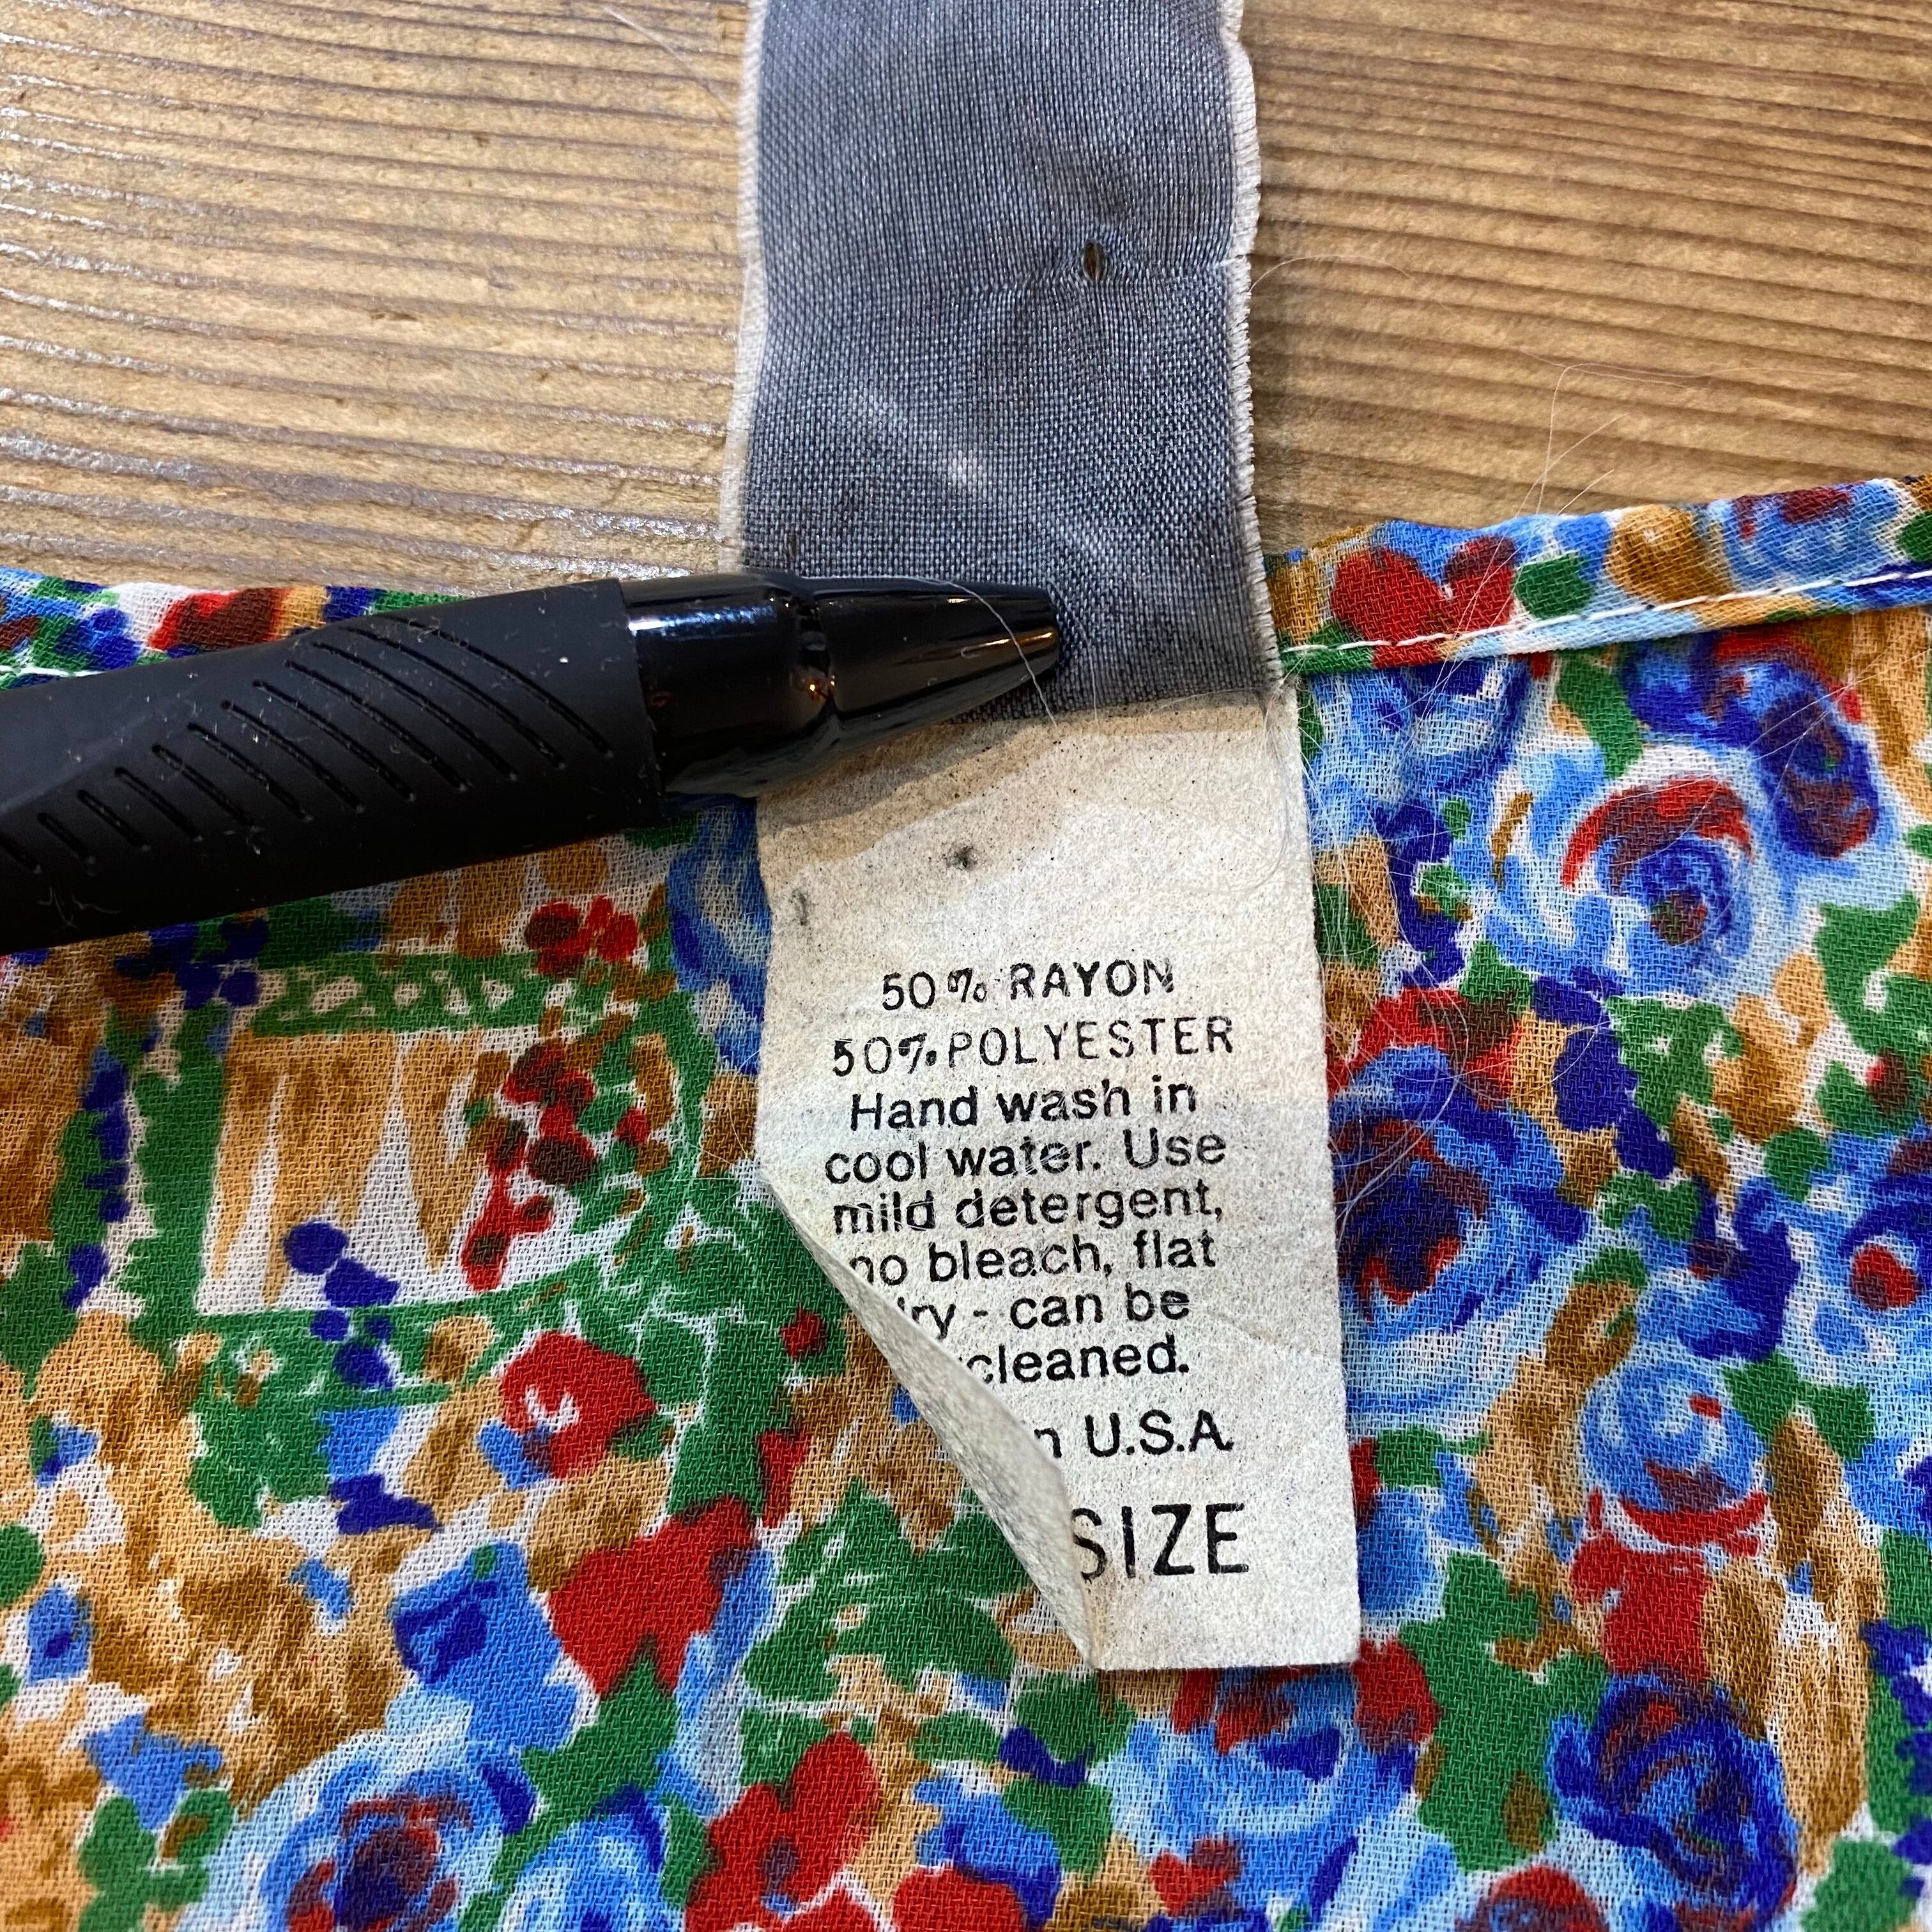 50% RAYON
50% POLYESTER
Hand wash in
cool water. Use
mild detergent,
no bleach, flat
ry - can be
cleaned.
n U.S.A.
SIZE